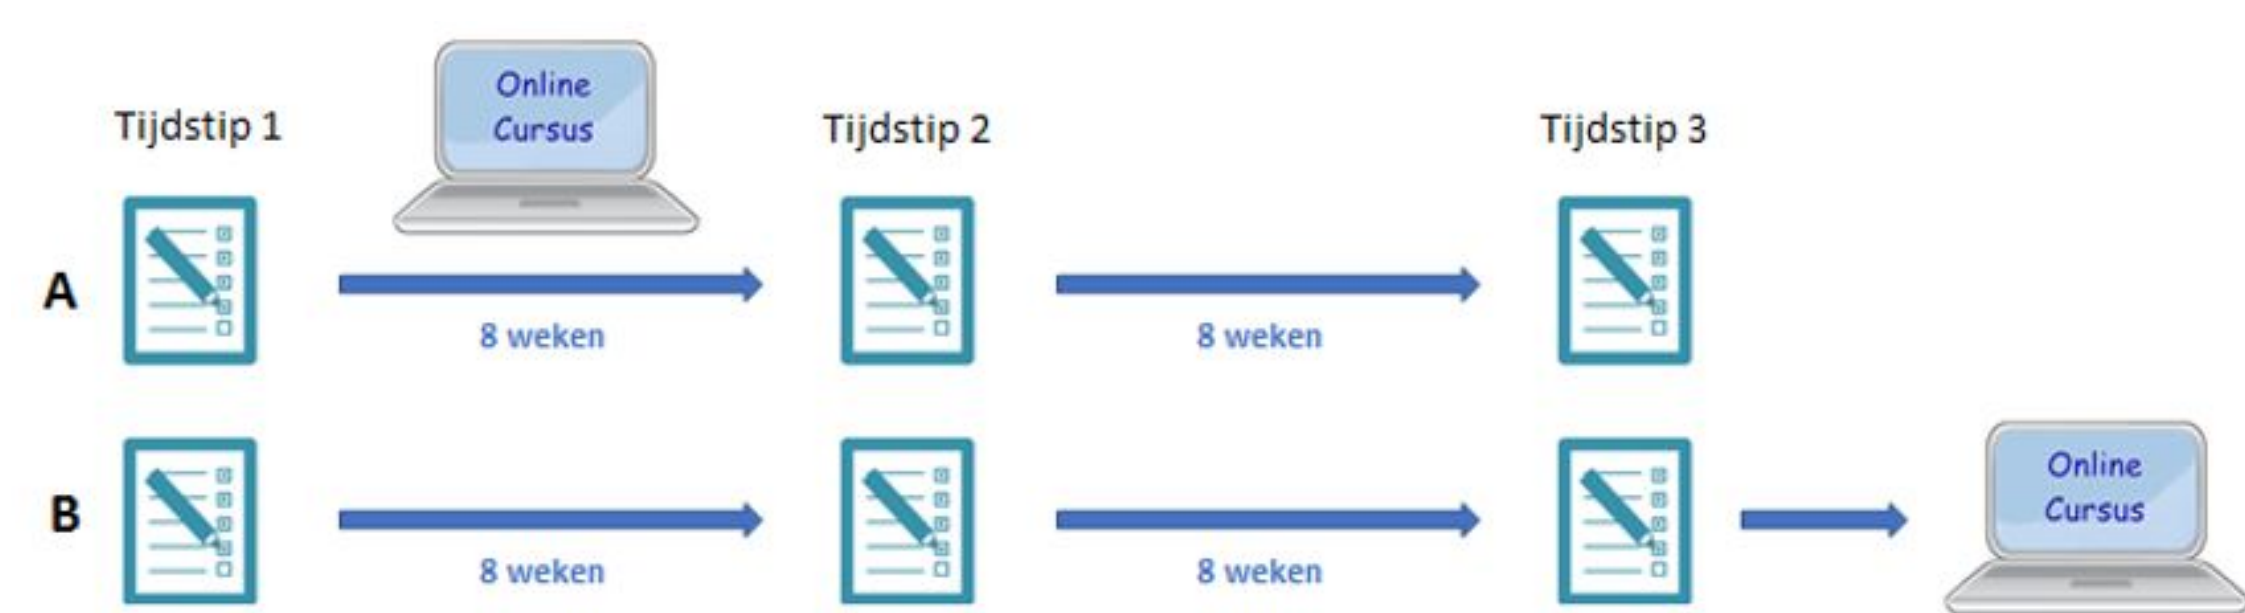 Online
Cursus
Tijdstip 1
Tijdstip 2
Tijdstip 3
A
8 weken
8 weken
B
8 weken
8 weken
Online
Cursus